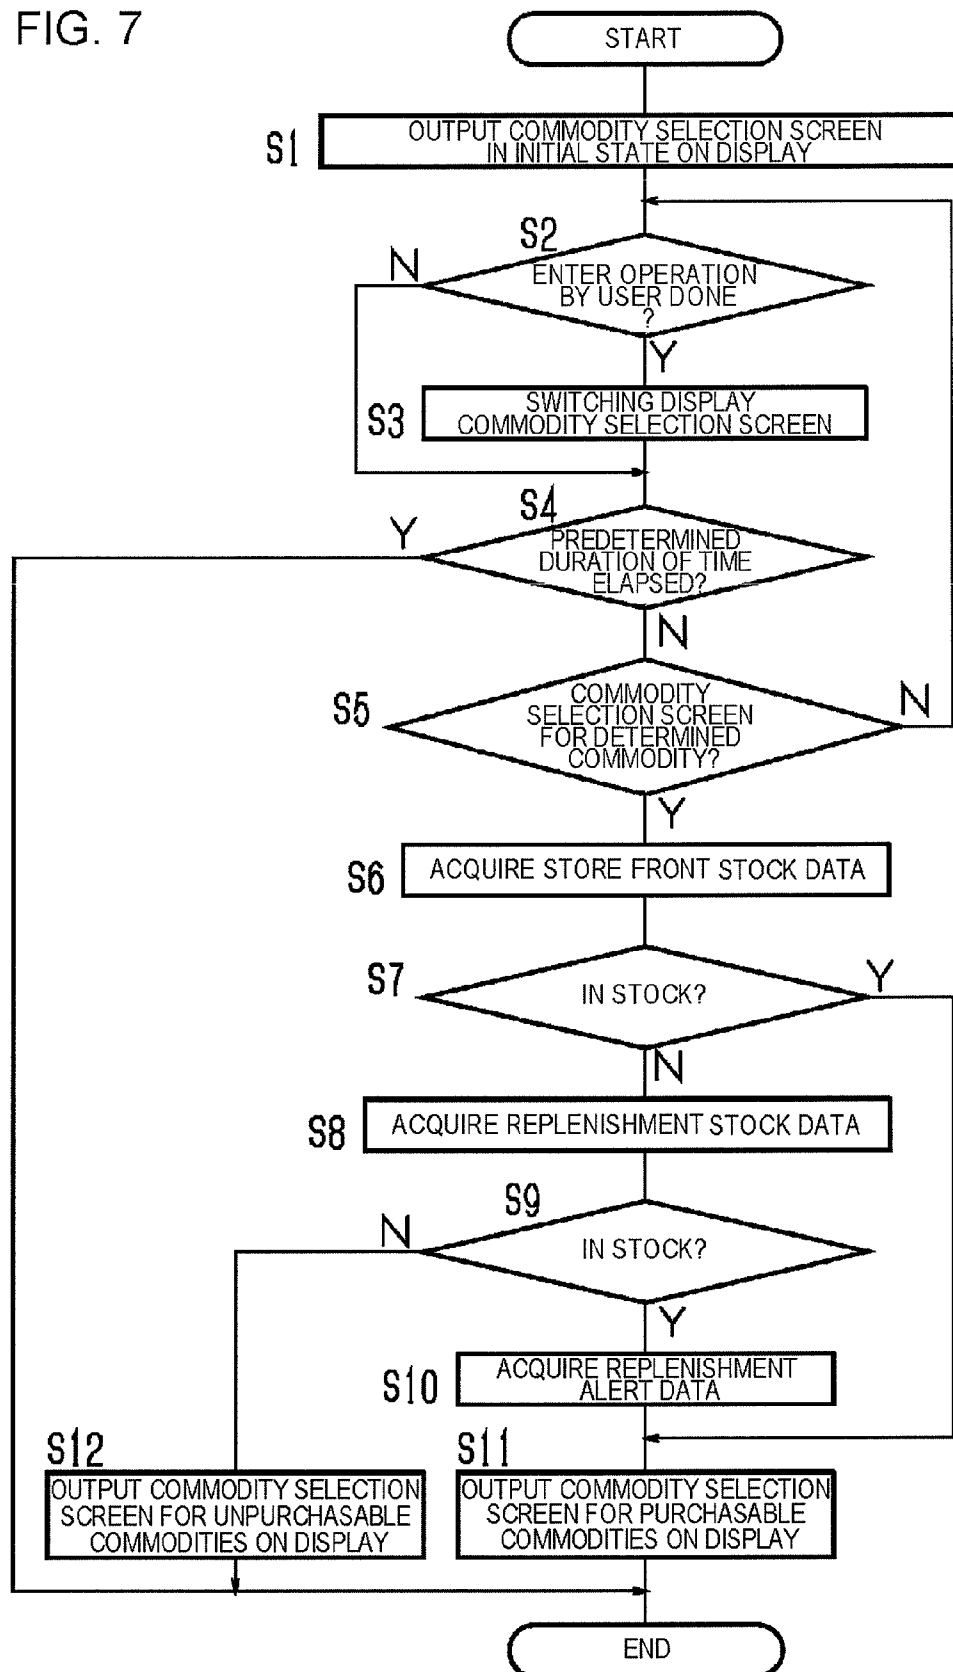 FIG. 7
START
S1
OUTPUT COMMODITY SELECTION SCREEN
IN INITIAL STATE ON DISPLAY
S2
N
ENTER OPERATION
BY USER DONE
?
Y
S3
SWITCHING DISPLAY
COMMODITY SELECTION SCREEN
S4
Y
PREDETERMINED
DURATION OF TIME
ELAPSED?
N
S5
COMMODITY
SELECTION SCREEN
FOR DETERMINED
COMMODITY?
N
Y
S6
ACQUIRE STORE FRONT STOCK DATA
S7
IN STOCK?
Y
N
S8
ACQUIRE REPLENISHMENT STOCK DATA
S9
N
IN STOCK?
Y
S10
ACQUIRE REPLENISHMENT
ALERT DATA
S12
OUTPUT COMMODITY SELECTION
SCREEN FOR UNPURCHASABLE
COMMODITIES ON DISPLAY
S11
OUTPUT COMMODITY SELECTION
SCREEN FOR PURCHASABLE
COMMODITIES ON DISPLAY
END